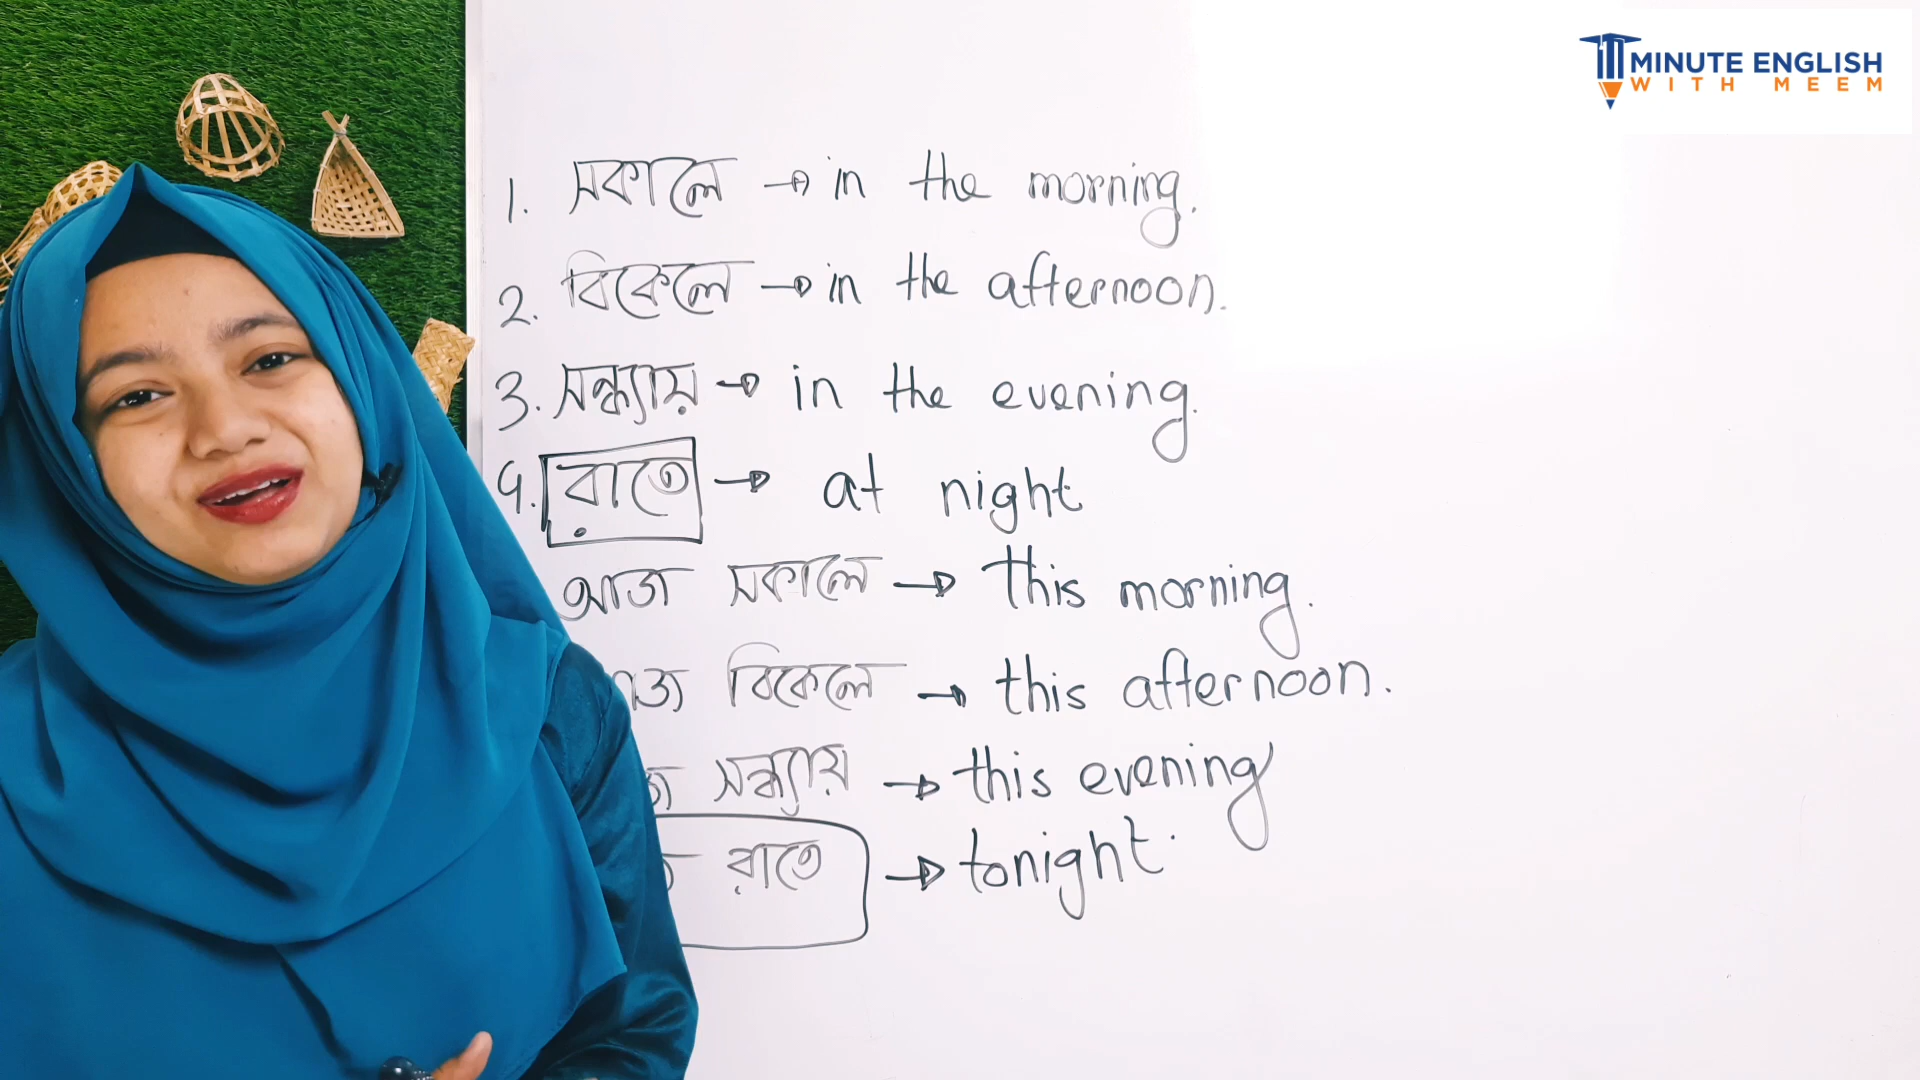 MINUTE ENGLISH
WITH MEEM
1. সকালে → in the morning.
2. বিকেলে → in the afternoon.
3. সন্ধ্যায় → in the evening.
4. রাতে → at night
আজ সকালে → this morning.
বিকেলে → this afternoon.
সন্ধ্যায় → this evening
রাতে → tonight.